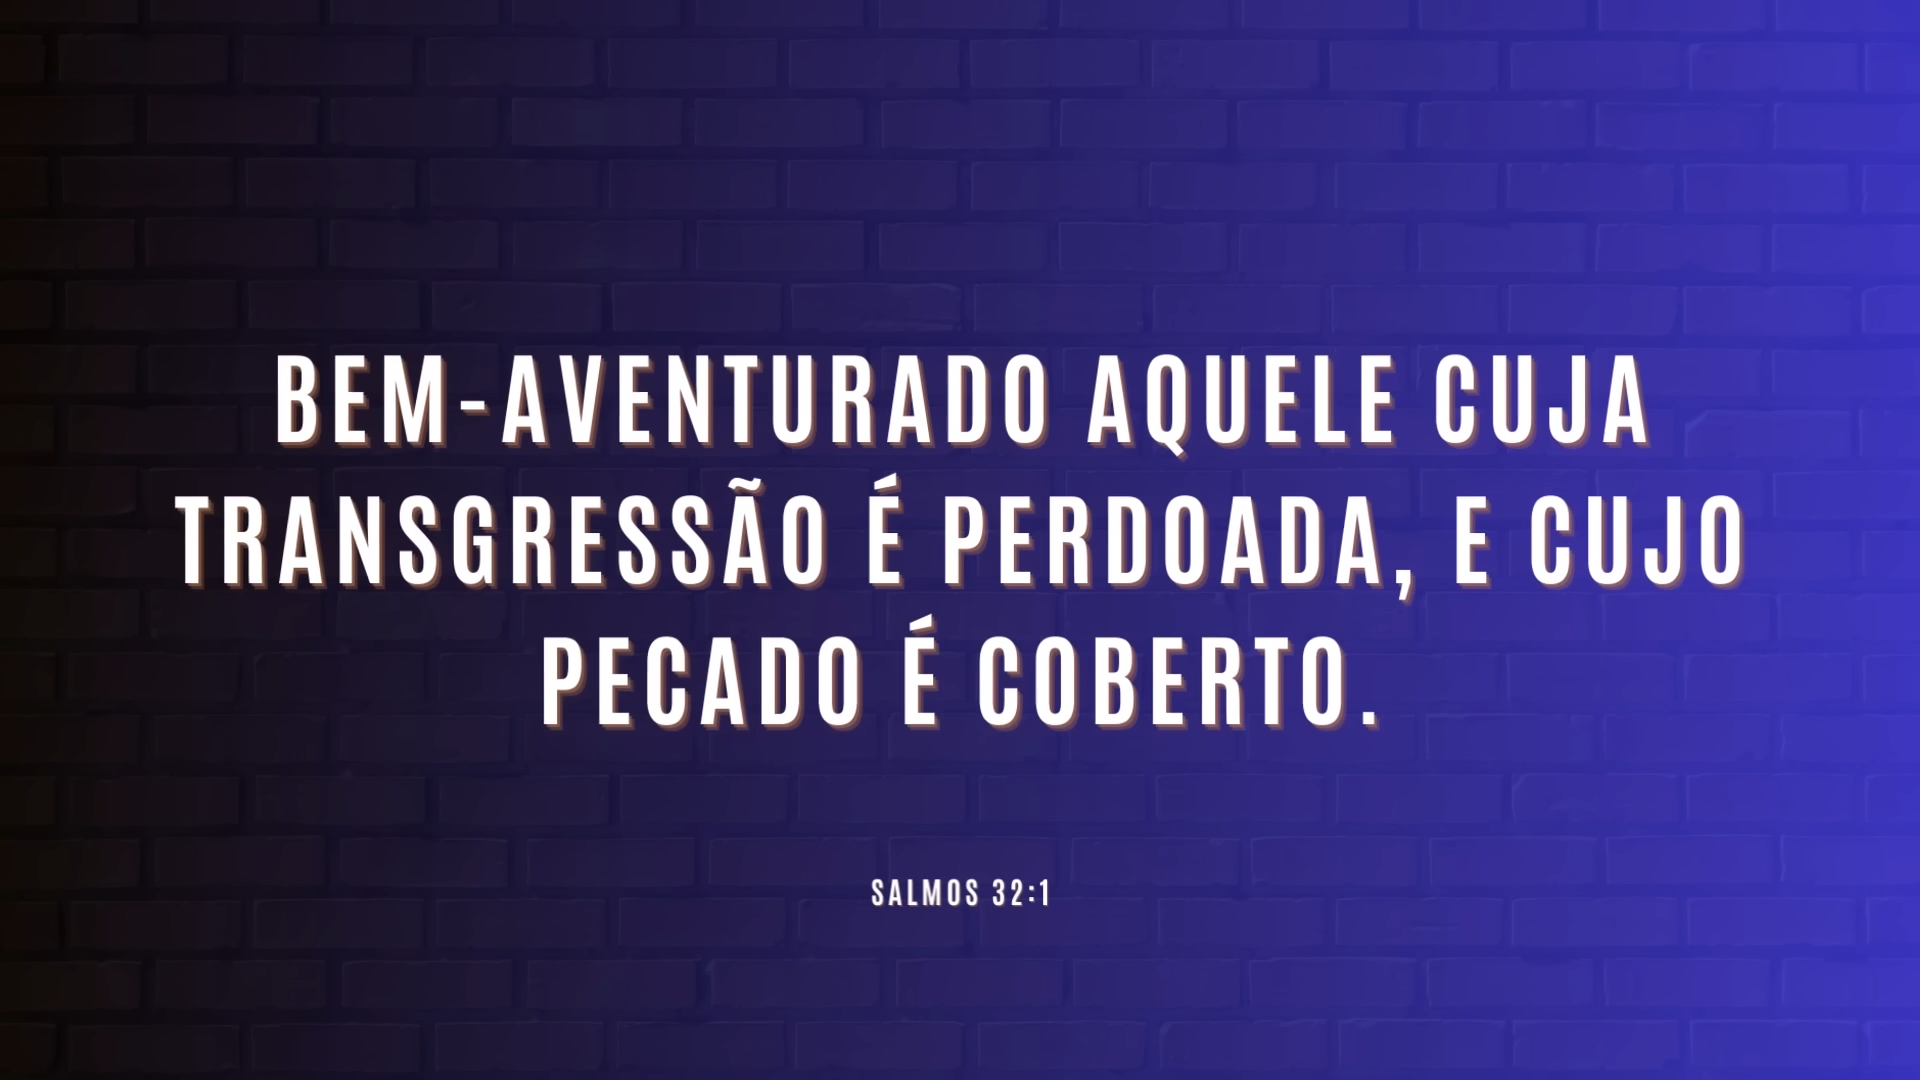 BEM-AVENTURADO AQUELE CUJA
TRANSGRESSÃO É PERDOADA, E CUJO
PECADO É COBERTO.
SALMOS 32:1